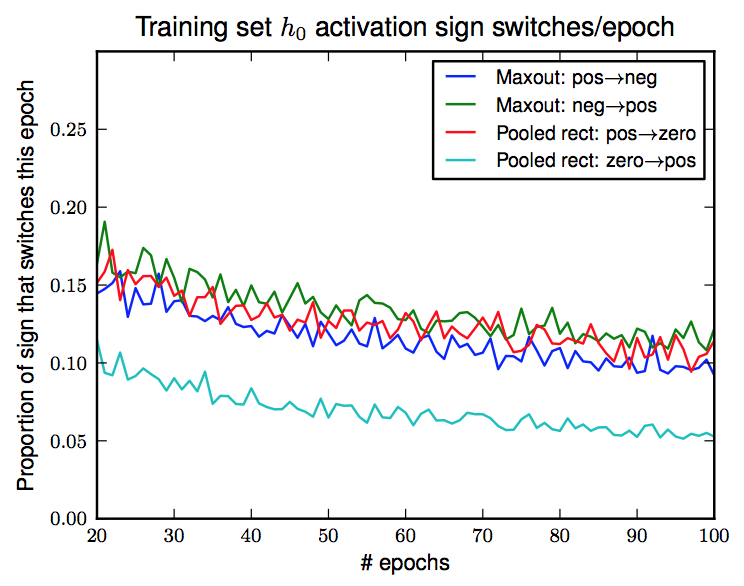 Training set h₀ activation sign switches/epoch
Maxout: pos→neg
Maxout: neg→pos
Pooled rect: pos→zero
Pooled rect: zero→pos
Proportion of sign that switches this epoch
0.25
0.20
0.15
0.10
0.05
0.00
20 30 40 50 60 70 80 90 100
# epochs